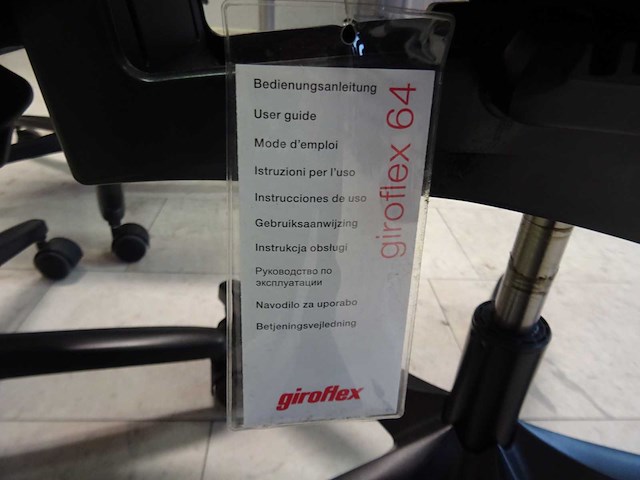 Bedienungsanleitung
User guide
Mode d'emploi
Istruzioni per l'uso
Instrucciones de uso
Gebruiksaanwijzing
Instrukcja obsługi
Руководство по
эксплуатации
Navodilo za uporabo
Betjeningsvejledning
giroflex 64
giroflex